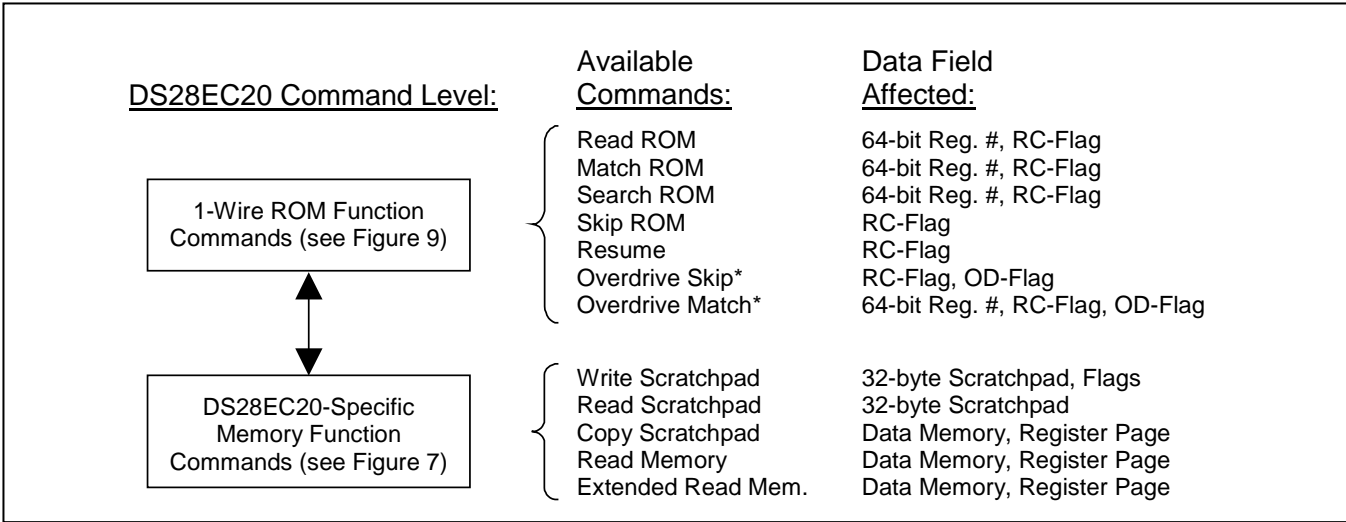 DS28EC20 Command Level:
Available
Commands:
Data Field
Affected:
1-Wire ROM Function
Commands (see Figure 9)
Read ROM 64-bit Reg. #, RC-Flag
Match ROM 64-bit Reg. #, RC-Flag
Search ROM 64-bit Reg. #, RC-Flag
Skip ROM RC-Flag
Resume RC-Flag
Overdrive Skip* RC-Flag, OD-Flag
Overdrive Match* 64-bit Reg. #, RC-Flag, OD-Flag
DS28EC20-Specific
Memory Function
Commands (see Figure 7)
Write Scratchpad 32-byte Scratchpad, Flags
Read Scratchpad 32-byte Scratchpad
Copy Scratchpad Data Memory, Register Page
Read Memory Data Memory, Register Page
Extended Read Mem. Data Memory, Register Page